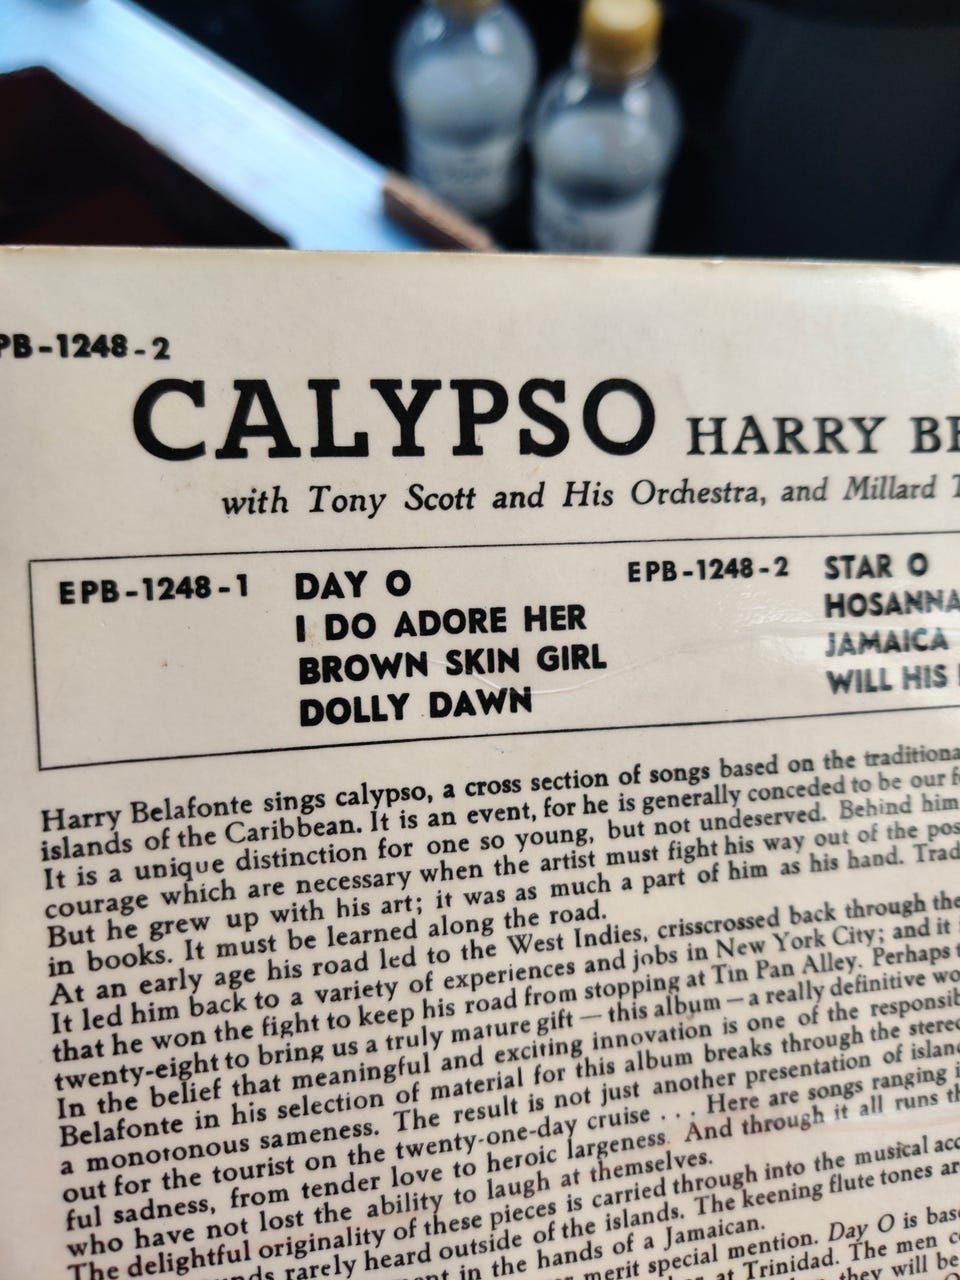 PB-1248-2
CALYPSO HARRY BE
with Tony Scott and His Orchestra, and Millard T
EPB-1248-1 DAY O EPB-1248-2 STAR O
I DO ADORE HER HOSANNA
BROWN SKIN GIRL JAMAICA
DOLLY DAWN WILL HIS
Harry Belafonte sings calypso, a cross section of songs based on the traditiona
islands of the Caribbean. It is an event, for he is generally conceded to be our f
It is a unique distinction for one so young, but not undeserved. Behind him
courage which are necessary when the artist must fight his way out of the pos
But he grew up with his art; it was as much a part of him as his hand. Trad
in books. It must be learned along the road.
At an early age his road led to the West Indies, crisscrossed back through the
It led him back to a variety of experiences and jobs in New York City; and it
that he won the fight to keep his road from stopping at Tin Pan Alley. Perhaps
twenty-eight to bring us a truly mature gift — this album — a really definitive wo
In the belief that meaningful and exciting innovation is one of the responsib
Belafonte in his selection of material for this album breaks through the stereo
a monotonous sameness. The result is not just another presentation of islan
out for the tourist on the twenty-one-day cruise . . . Here are songs ranging i
ful sadness, from tender love to heroic largeness. And through it all runs th
who have not lost the ability to laugh at themselves.
The delightful originality of these pieces is carried through into the musical acc
nds rarely heard outside of the islands. The keening flute tones ar
nt in the hands of a Jamaican.
merit special mention. Day O is base
at Trinidad. The men c
they will be